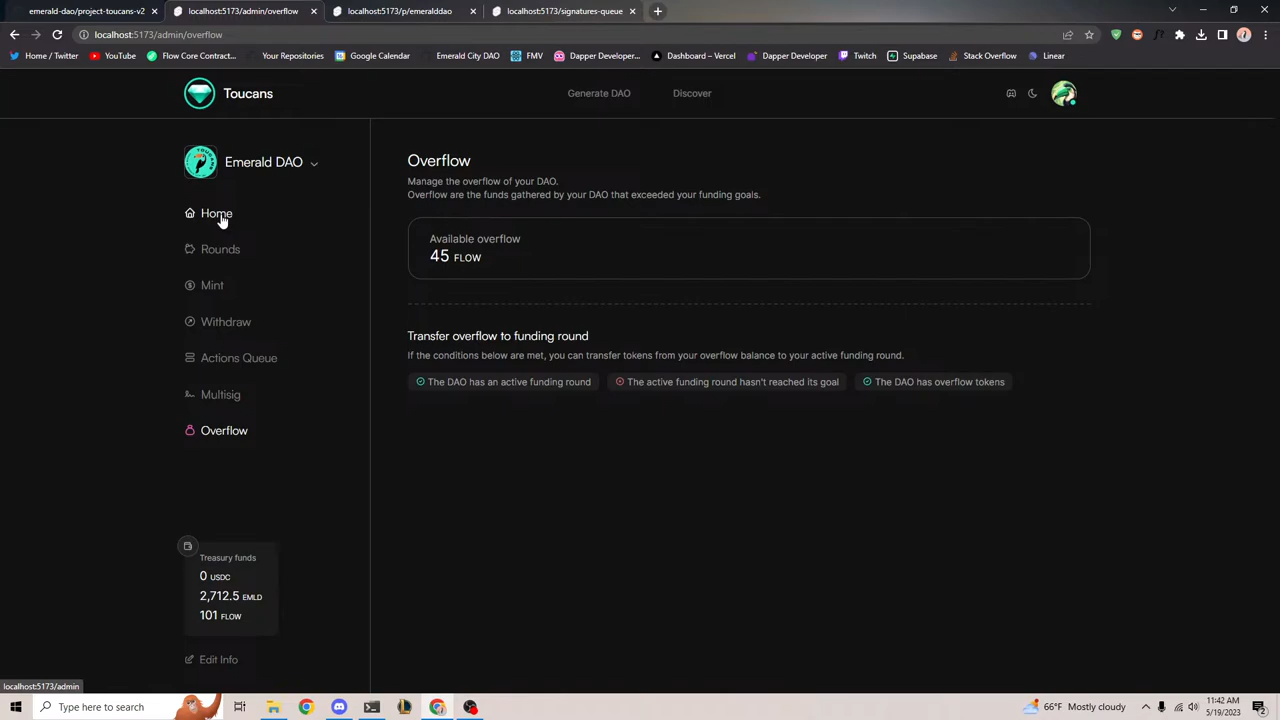 emerald-dao/project-toucans-v2
localhost:5173/admin/overflow
localhost:5173/p/emeralddao
localhost:5173/signatures-queue
localhost:5173/admin/overflow
Home / Twitter
YouTube
Flow Core Contract...
Your Repositories
Google Calendar
Emerald City DAO
FMV
Dapper Developer...
Dashboard – Vercel
Dapper Developer
Twitch
Supabase
Stack Overflow
Linear
Toucans
Generate DAO
Discover
Emerald DAO
Home
Rounds
Mint
Withdraw
Actions Queue
Multisig
Overflow
Treasury funds
0 USDC
2,712.5 EMLD
101 FLOW
Edit Info
Overflow
Manage the overflow of your DAO.
Overflow are the funds gathered by your DAO that exceeded your funding goals.
Available overflow
45 FLOW
Transfer overflow to funding round
If the conditions below are met, you can transfer tokens from your overflow balance to your active funding round.
The DAO has an active funding round
The active funding round hasn't reached its goal
The DAO has overflow tokens
localhost:5173/admin
Type here to search
66°F Mostly cloudy
11:42 AM
5/19/2023